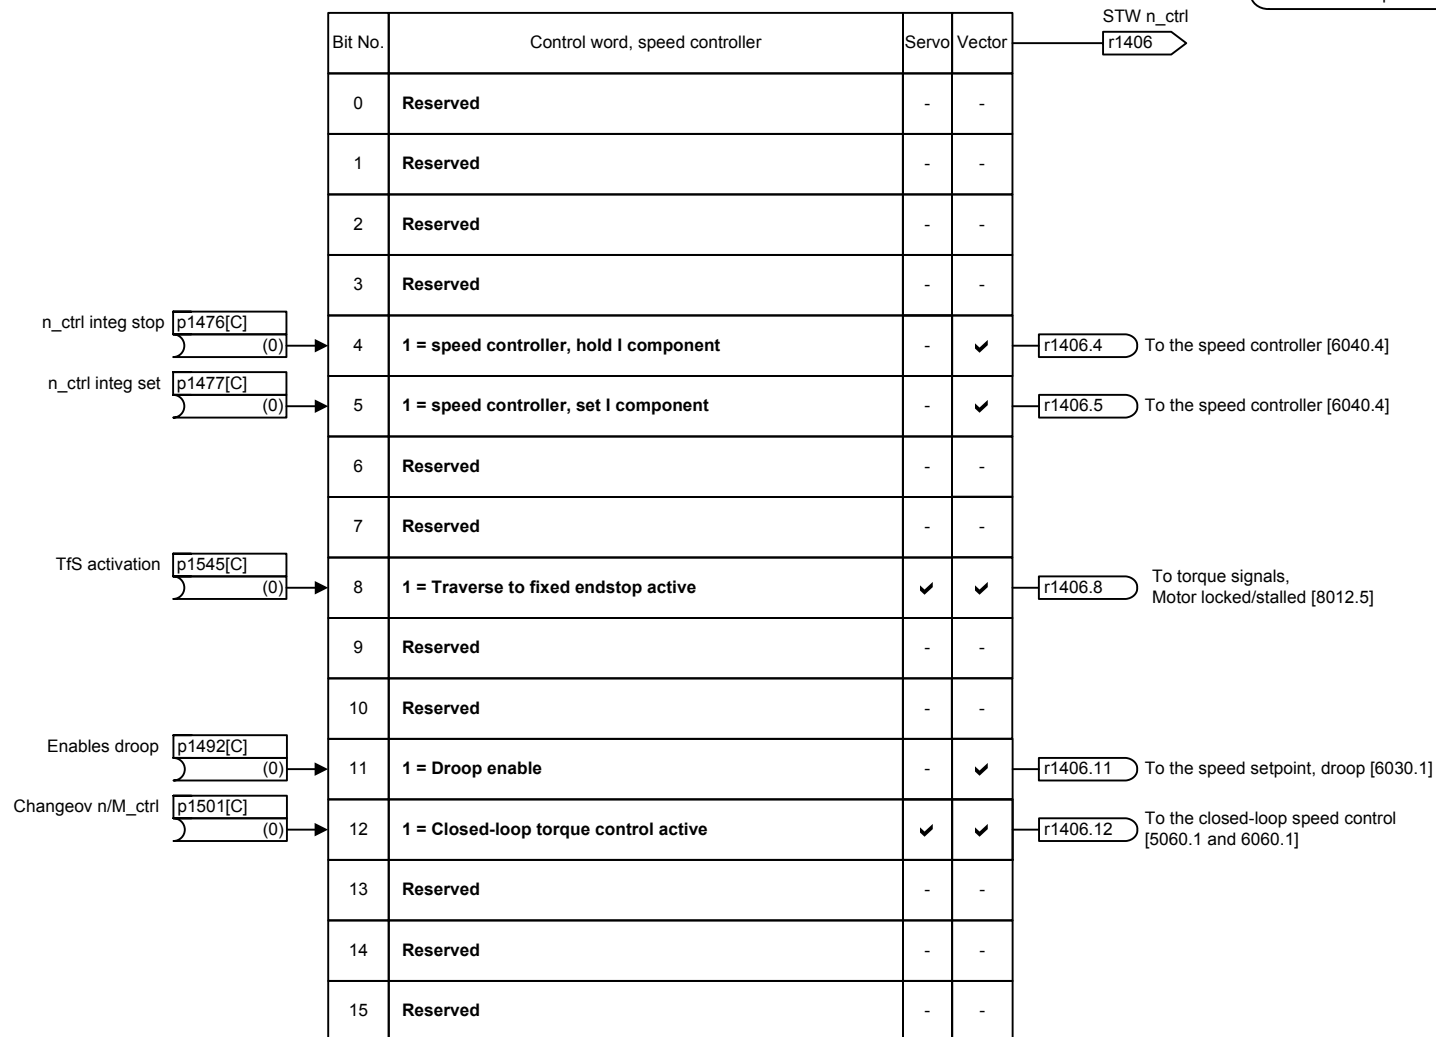 STW n_ctrl
Bit No. Control word, speed controller Servo Vector r1406
0 Reserved - -
1 Reserved - -
2 Reserved - -
3 Reserved - -
n_ctrl integ stop p1476[C]
(0) 4 1 = speed controller, hold I component - ✔ r1406.4 To the speed controller [6040.4]
n_ctrl integ set p1477[C]
(0) 5 1 = speed controller, set I component - ✔ r1406.5 To the speed controller [6040.4]
6 Reserved - -
7 Reserved - -
TfS activation p1545[C]
(0) 8 1 = Traverse to fixed endstop active ✔ ✔ r1406.8 To torque signals,
Motor locked/stalled [8012.5]
9 Reserved - -
10 Reserved - -
Enables droop p1492[C]
(0) 11 1 = Droop enable - ✔ r1406.11 To the speed setpoint, droop [6030.1]
Changeov n/M_ctrl p1501[C]
(0) 12 1 = Closed-loop torque control active ✔ ✔ r1406.12 To the closed-loop speed control
[5060.1 and 6060.1]
13 Reserved - -
14 Reserved - -
15 Reserved - -